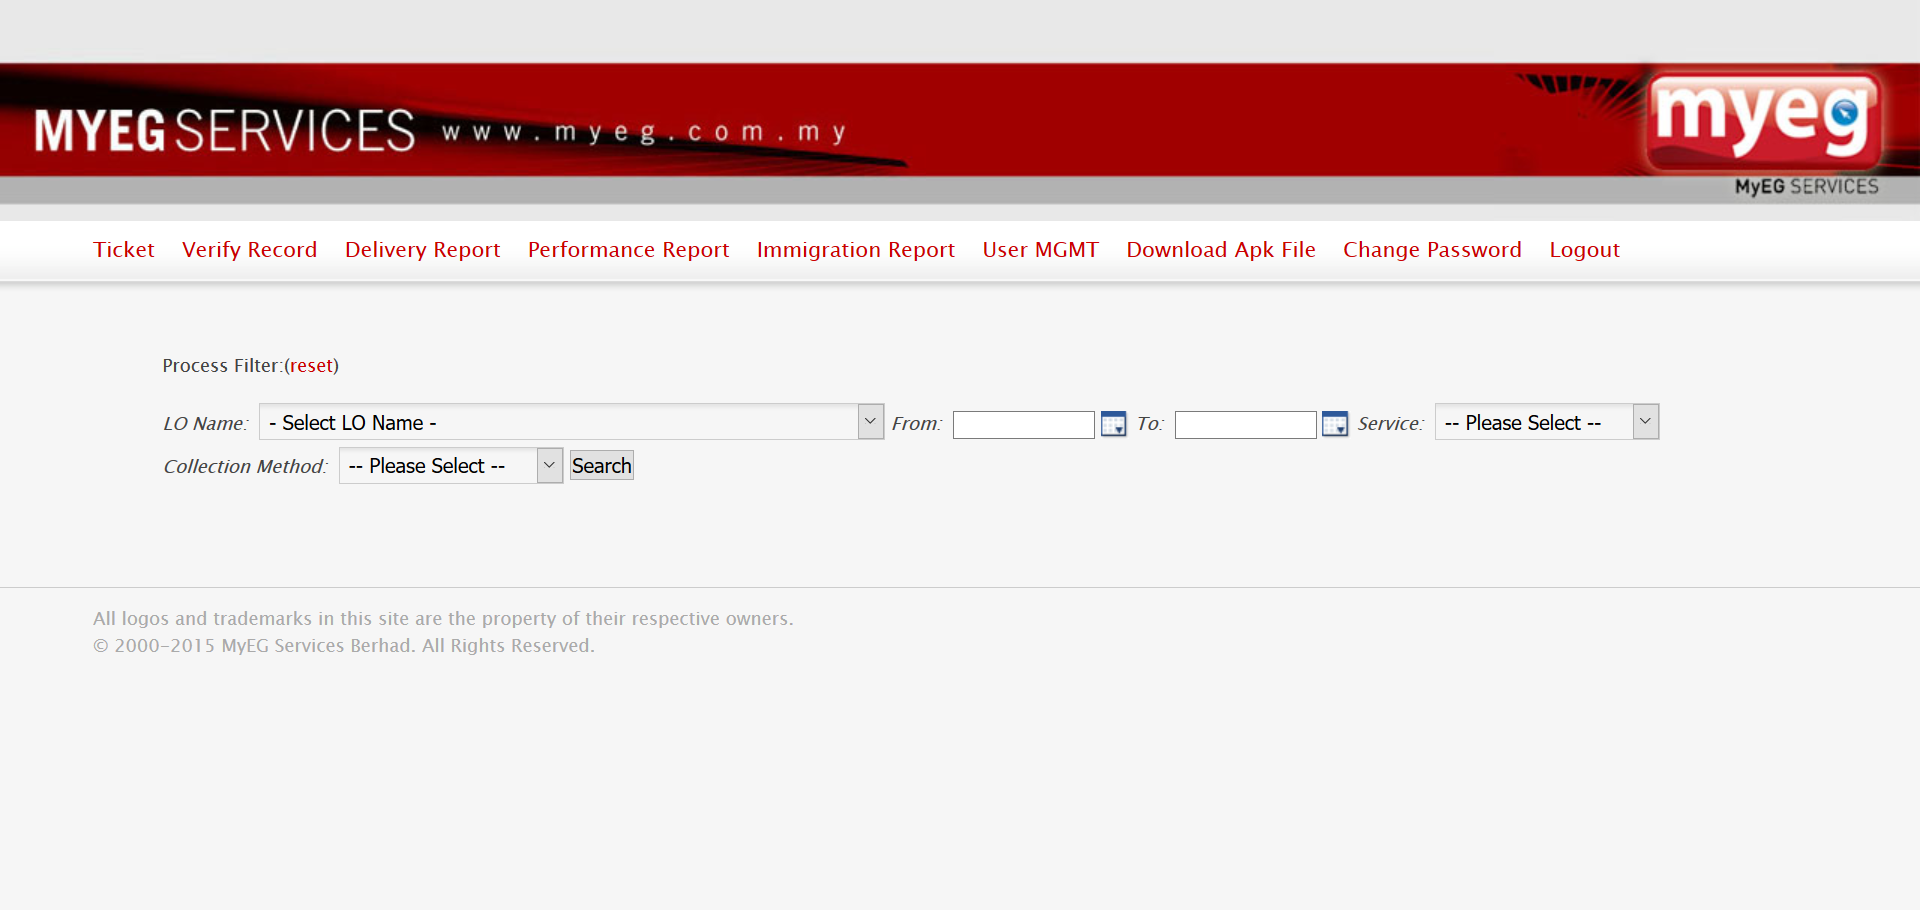 MYEG SERVICES www.myeg.com.my
myeg
MyEG SERVICES
Ticket Verify Record Delivery Report Performance Report Immigration Report User MGMT Download Apk File Change Password Logout
Process Filter:(reset)
LO Name: - Select LO Name - From: To: Service: -- Please Select --
Collection Method: -- Please Select -- Search
All logos and trademarks in this site are the property of their respective owners.
© 2000-2015 MyEG Services Berhad. All Rights Reserved.